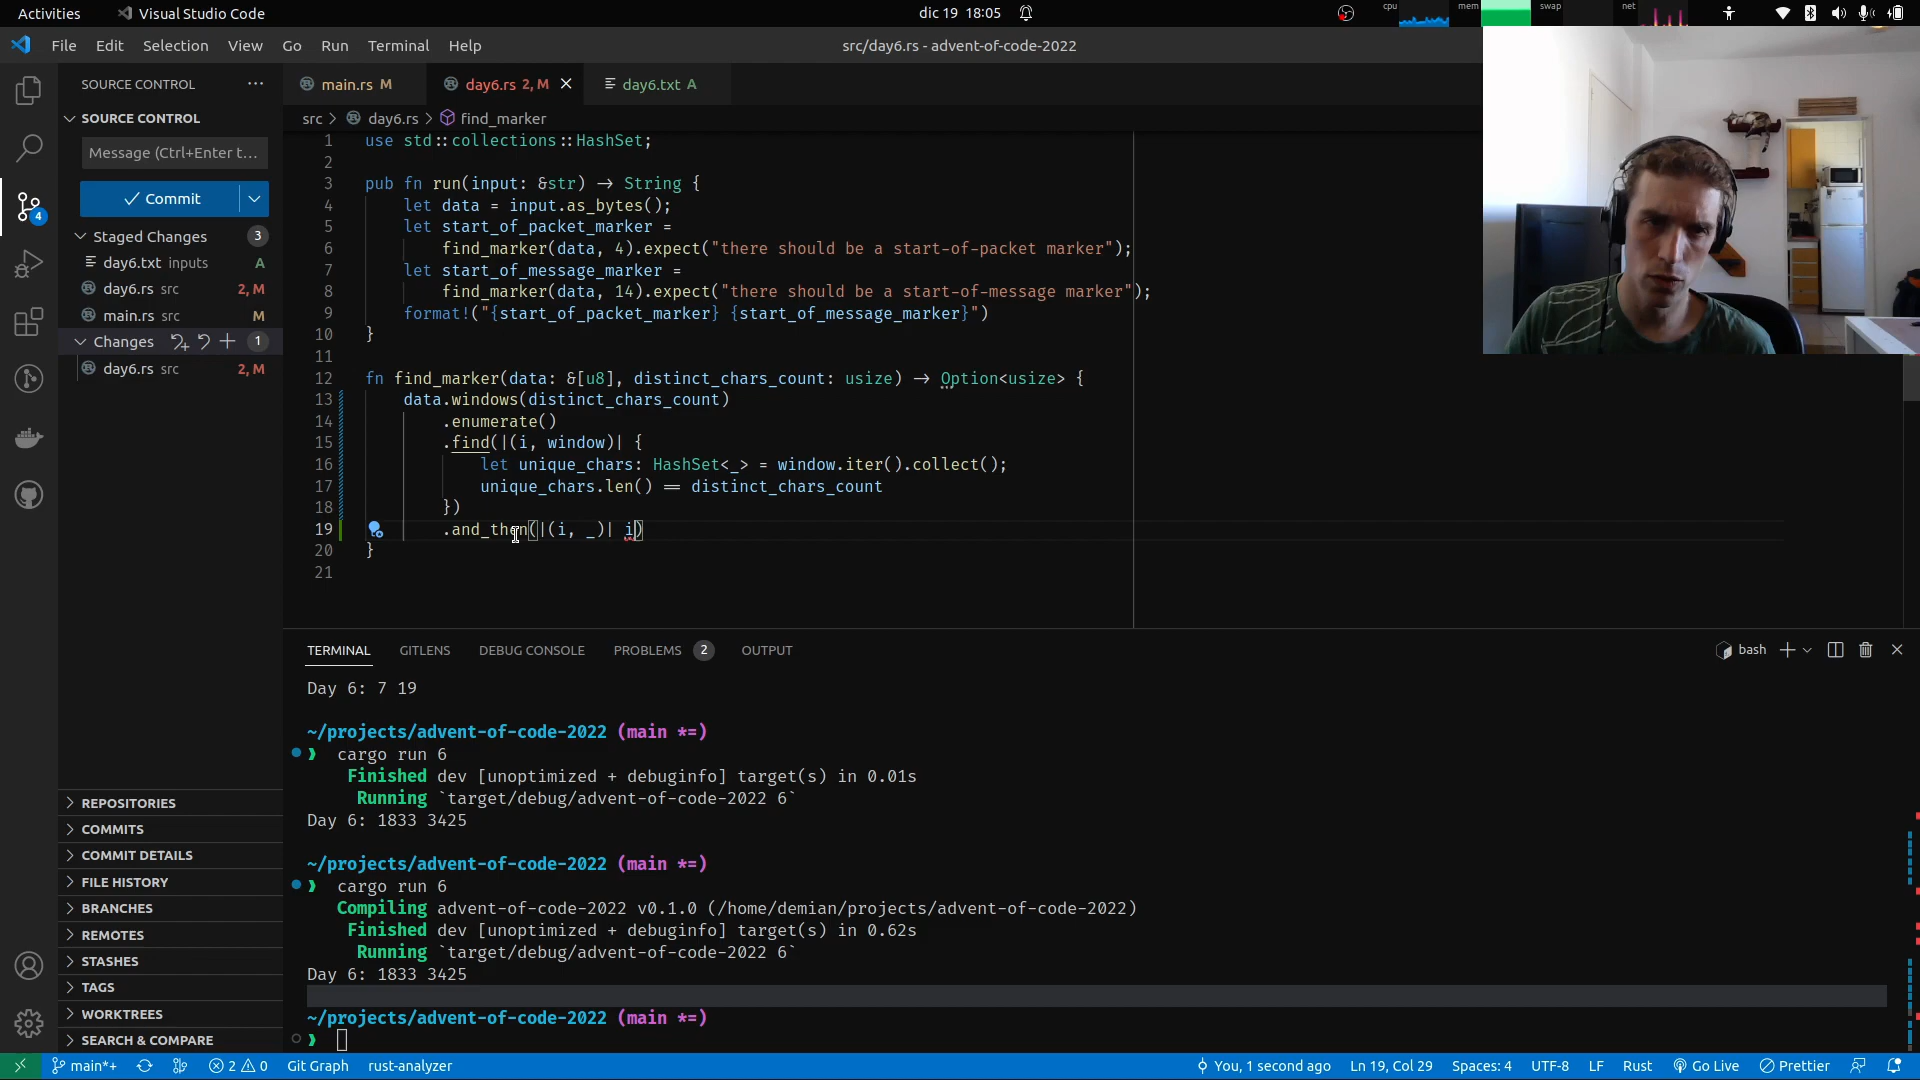 Activities
Visual Studio Code
dic 19 18:05
cpu
mem
swap
net
File Edit Selection View Go Run Terminal Help
src/day6.rs - advent-of-code-2022
SOURCE CONTROL
main.rs M
day6.rs 2, M
day6.txt A
src > day6.rs > find_marker
SOURCE CONTROL
Message (Ctrl+Enter t...
Commit
4
Staged Changes 3
day6.txt inputs A
day6.rs src 2, M
main.rs src M
Changes 1
day6.rs src 2, M
1 use std::collections::HashSet;
2
3 pub fn run(input: &str) → String {
4 let data = input.as_bytes();
5 let start_of_packet_marker =
6 find_marker(data, 4).expect("there should be a start-of-packet marker");
7 let start_of_message_marker =
8 find_marker(data, 14).expect("there should be a start-of-message marker");
9 format!("{start_of_packet_marker} {start_of_message_marker}")
10 }
11
12 fn find_marker(data: &[u8], distinct_chars_count: usize) → Option<usize> {
13 data.windows(distinct_chars_count)
14 .enumerate()
15 .find(|(i, window)| {
16 let unique_chars: HashSet<_> = window.iter().collect();
17 unique_chars.len() == distinct_chars_count
18 })
19 .and_then(|(i, _)| i)
20 }
21
REPOSITORIES
COMMITS
COMMIT DETAILS
FILE HISTORY
BRANCHES
REMOTES
STASHES
TAGS
WORKTREES
SEARCH & COMPARE
TERMINAL GITLENS DEBUG CONSOLE PROBLEMS 2 OUTPUT
bash
Day 6: 7 19
~/projects/advent-of-code-2022 (main *=)
❱ cargo run 6
Finished dev [unoptimized + debuginfo] target(s) in 0.01s
Running `target/debug/advent-of-code-2022 6`
Day 6: 1833 3425
~/projects/advent-of-code-2022 (main *=)
❱ cargo run 6
Compiling advent-of-code-2022 v0.1.0 (/home/demian/projects/advent-of-code-2022)
Finished dev [unoptimized + debuginfo] target(s) in 0.62s
Running `target/debug/advent-of-code-2022 6`
Day 6: 1833 3425
~/projects/advent-of-code-2022 (main *=)
❱
main*+ 2 0 Git Graph rust-analyzer
You, 1 second ago Ln 19, Col 29 Spaces: 4 UTF-8 LF Rust Go Live Prettier